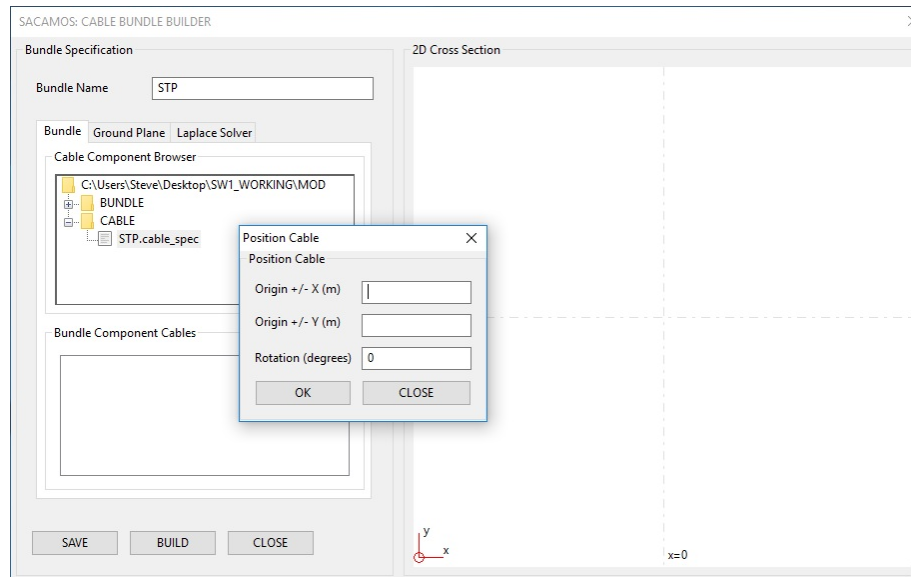 SACAMOS: CABLE BUNDLE BUILDER
Bundle Specification
Bundle Name
STP
Bundle
Ground Plane
Laplace Solver
Cable Component Browser
C:\Users\Steve\Desktop\SW1_WORKING\MOD
BUNDLE
CABLE
STP.cable_spec
Bundle Component Cables
SAVE
BUILD
CLOSE
Position Cable
Position Cable
Origin +/- X (m)
Origin +/- Y (m)
Rotation (degrees)
0
OK
CLOSE
2D Cross Section
y
x
x=0